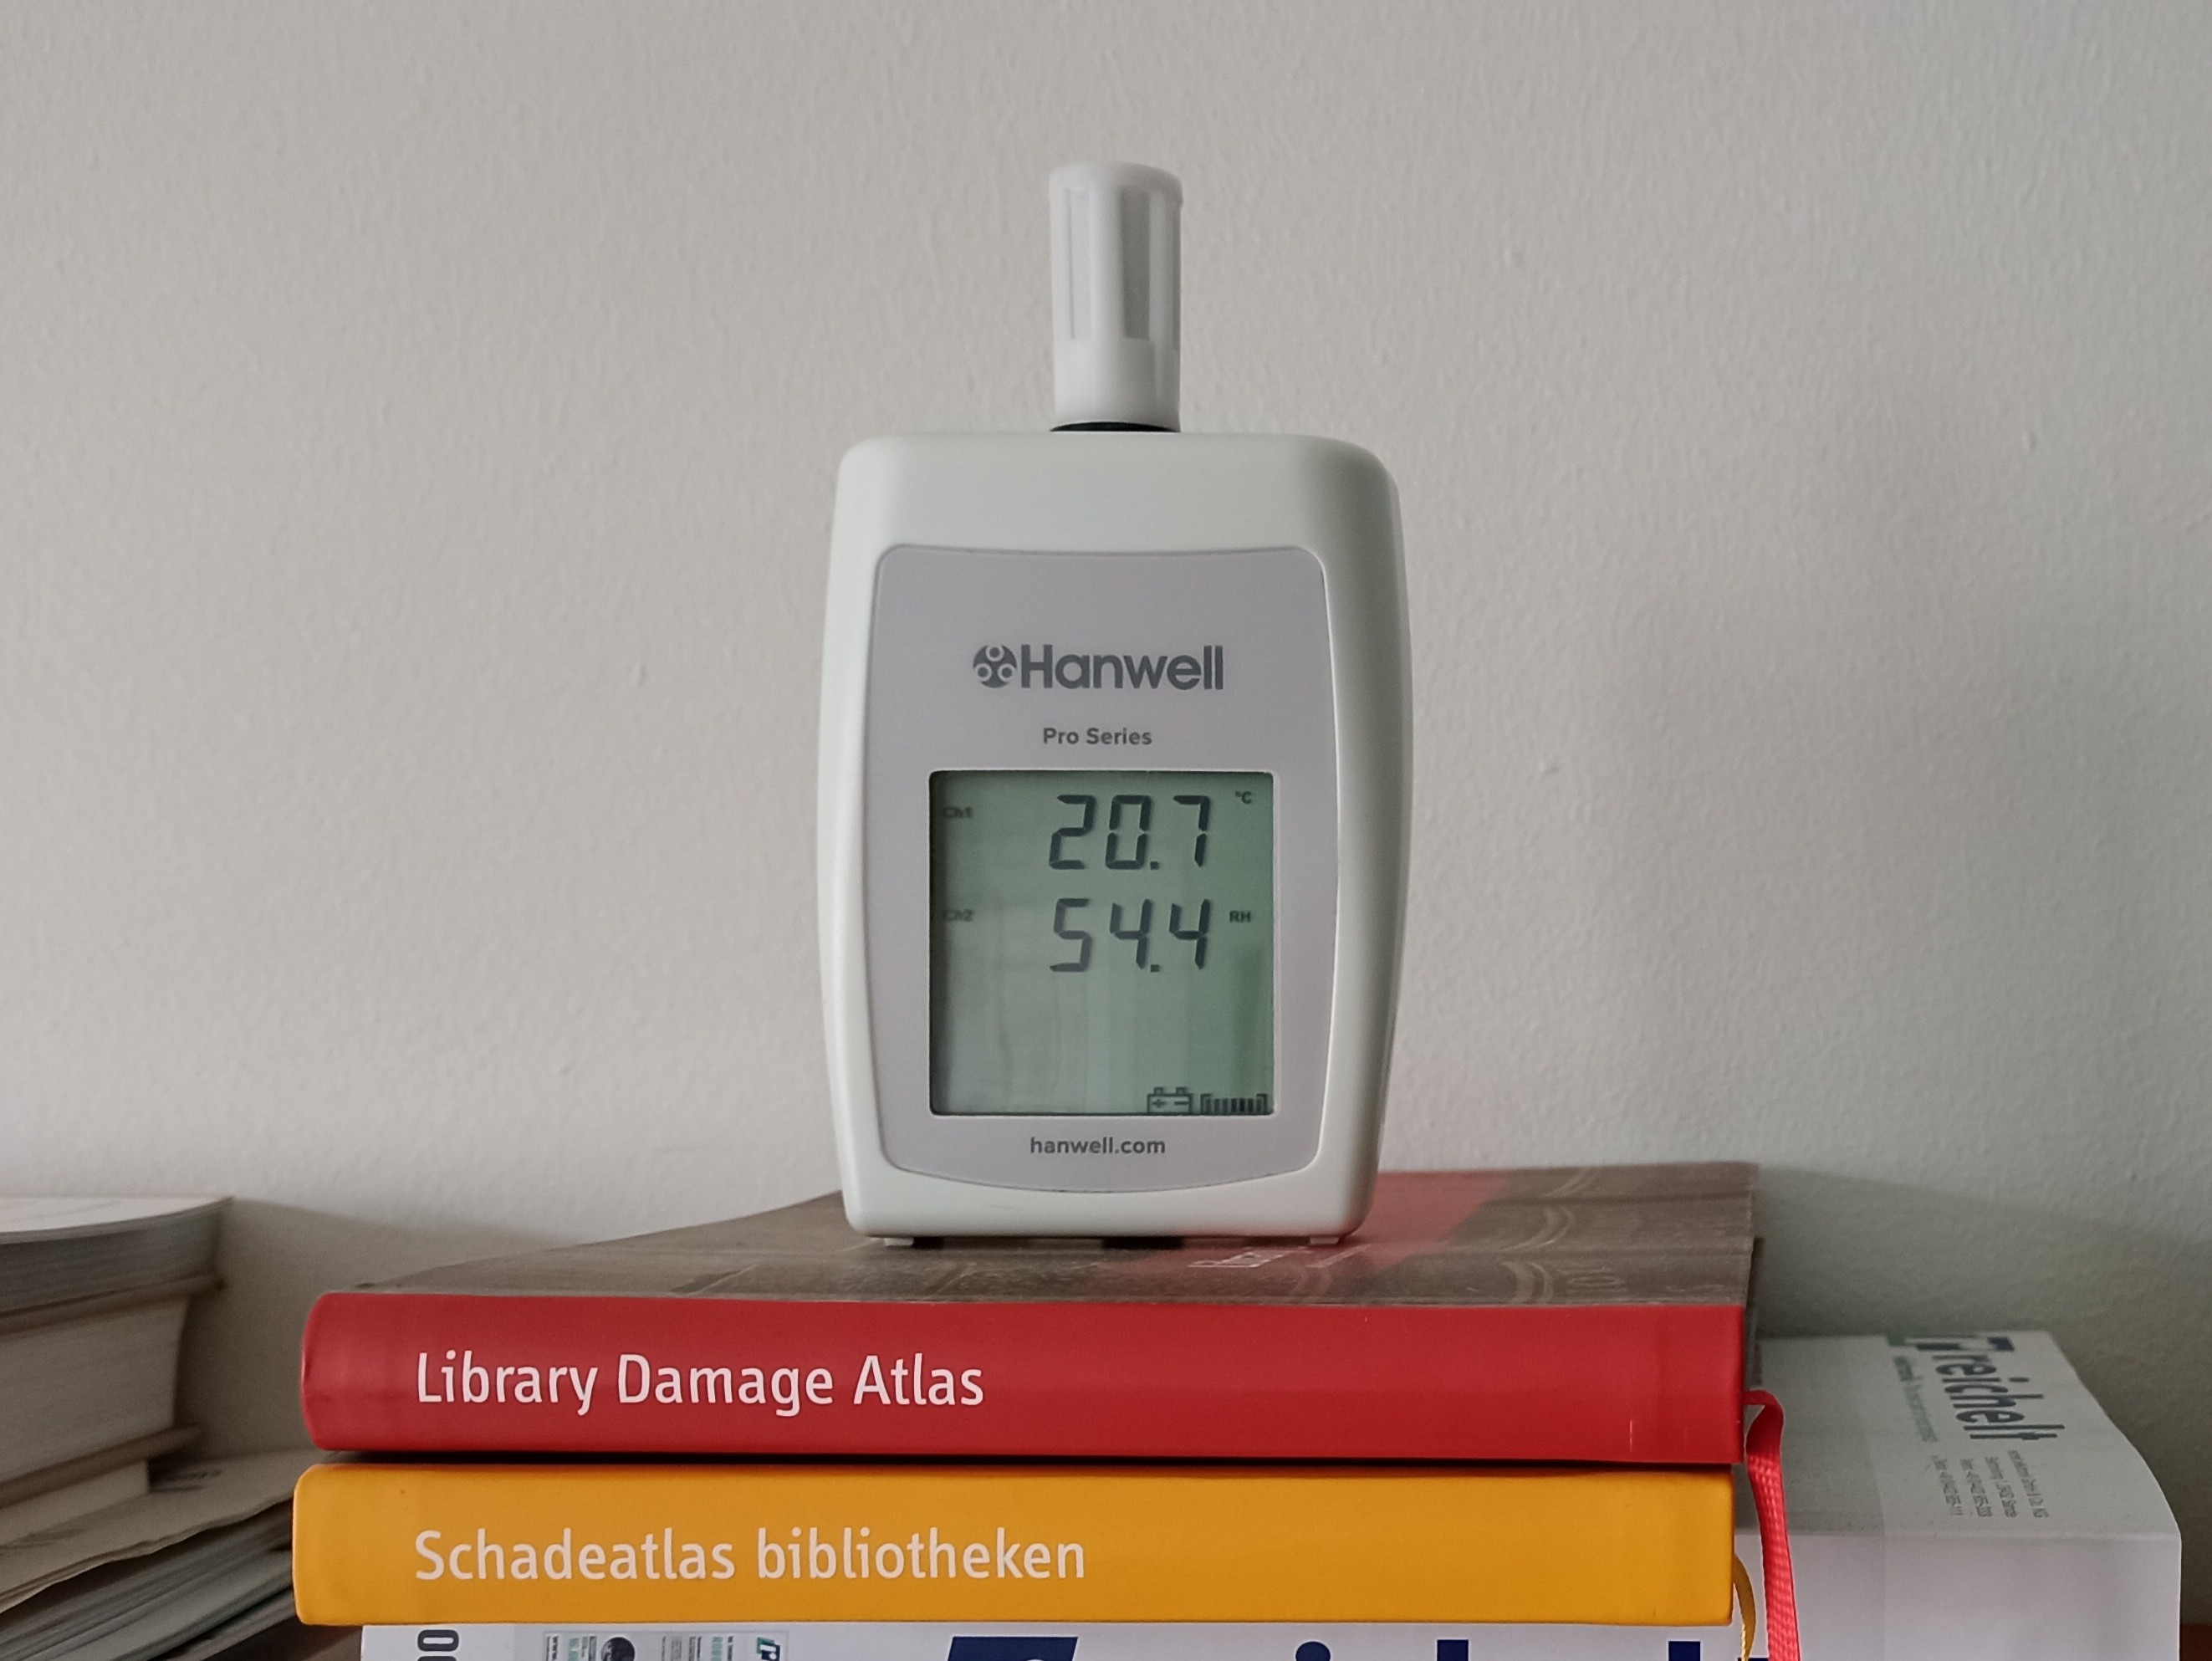 Hanwell
Pro Series
Ch1 20.7 °C
Ch2 54.4 RH
hanwell.com
Library Damage Atlas
Schadeatlas bibliotheken
reichelt